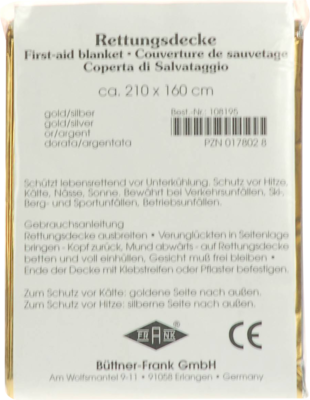 Rettungsdecke
First-aid blanket • Couverture de sauvetage
Coperta di Salvataggio
ca. 210 x 160 cm
gold/silber
gold/silver
or/argent
dorata/argentata
Best.-Nr.: 108195
PZN 017802 8
Schützt lebensrettend vor Unterkühlung. Schutz vor Hitze,
Kälte, Nässe, Sonne. Bewährt bei Verkehrsunfällen, Ski-,
Berg- und Sportunfällen, Betriebsunfällen.
Gebrauchsanleitung
Rettungsdecke ausbreiten • Verunglückten in Seitenlage
bringen - Kopf zurück, Mund abwärts - auf Rettungsdecke
betten und voll einhüllen, Gesicht muß frei bleiben •
Ende der Decke mit Klebstreifen oder Pflaster befestigen.
Zum Schutz vor Kälte: goldene Seite nach außen.
Zum Schutz vor Hitze: silberne Seite nach außen.
FRANK
CE
Büttner-Frank GmbH
Am Wolfsmantel 9-11 • 91058 Erlangen • Germany